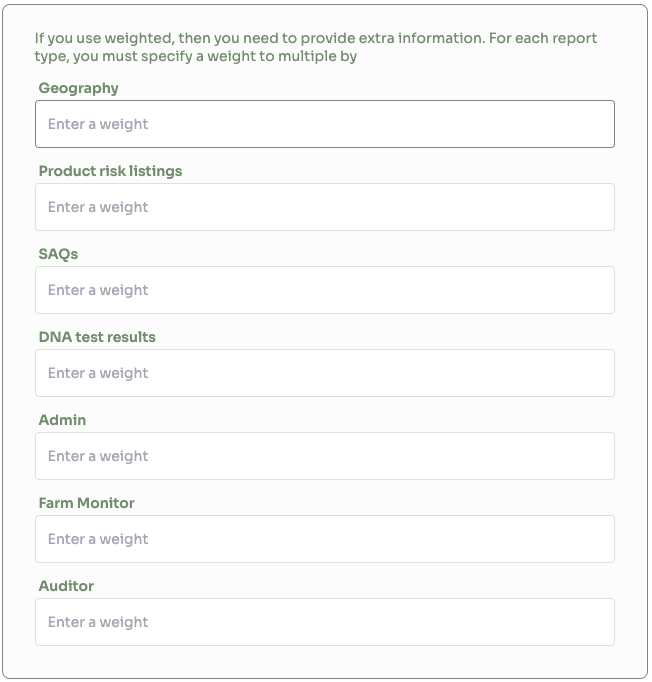 If you use weighted, then you need to provide extra information. For each report
type, you must specify a weight to multiple by
Geography
Enter a weight
Product risk listings
Enter a weight
SAQs
Enter a weight
DNA test results
Enter a weight
Admin
Enter a weight
Farm Monitor
Enter a weight
Auditor
Enter a weight